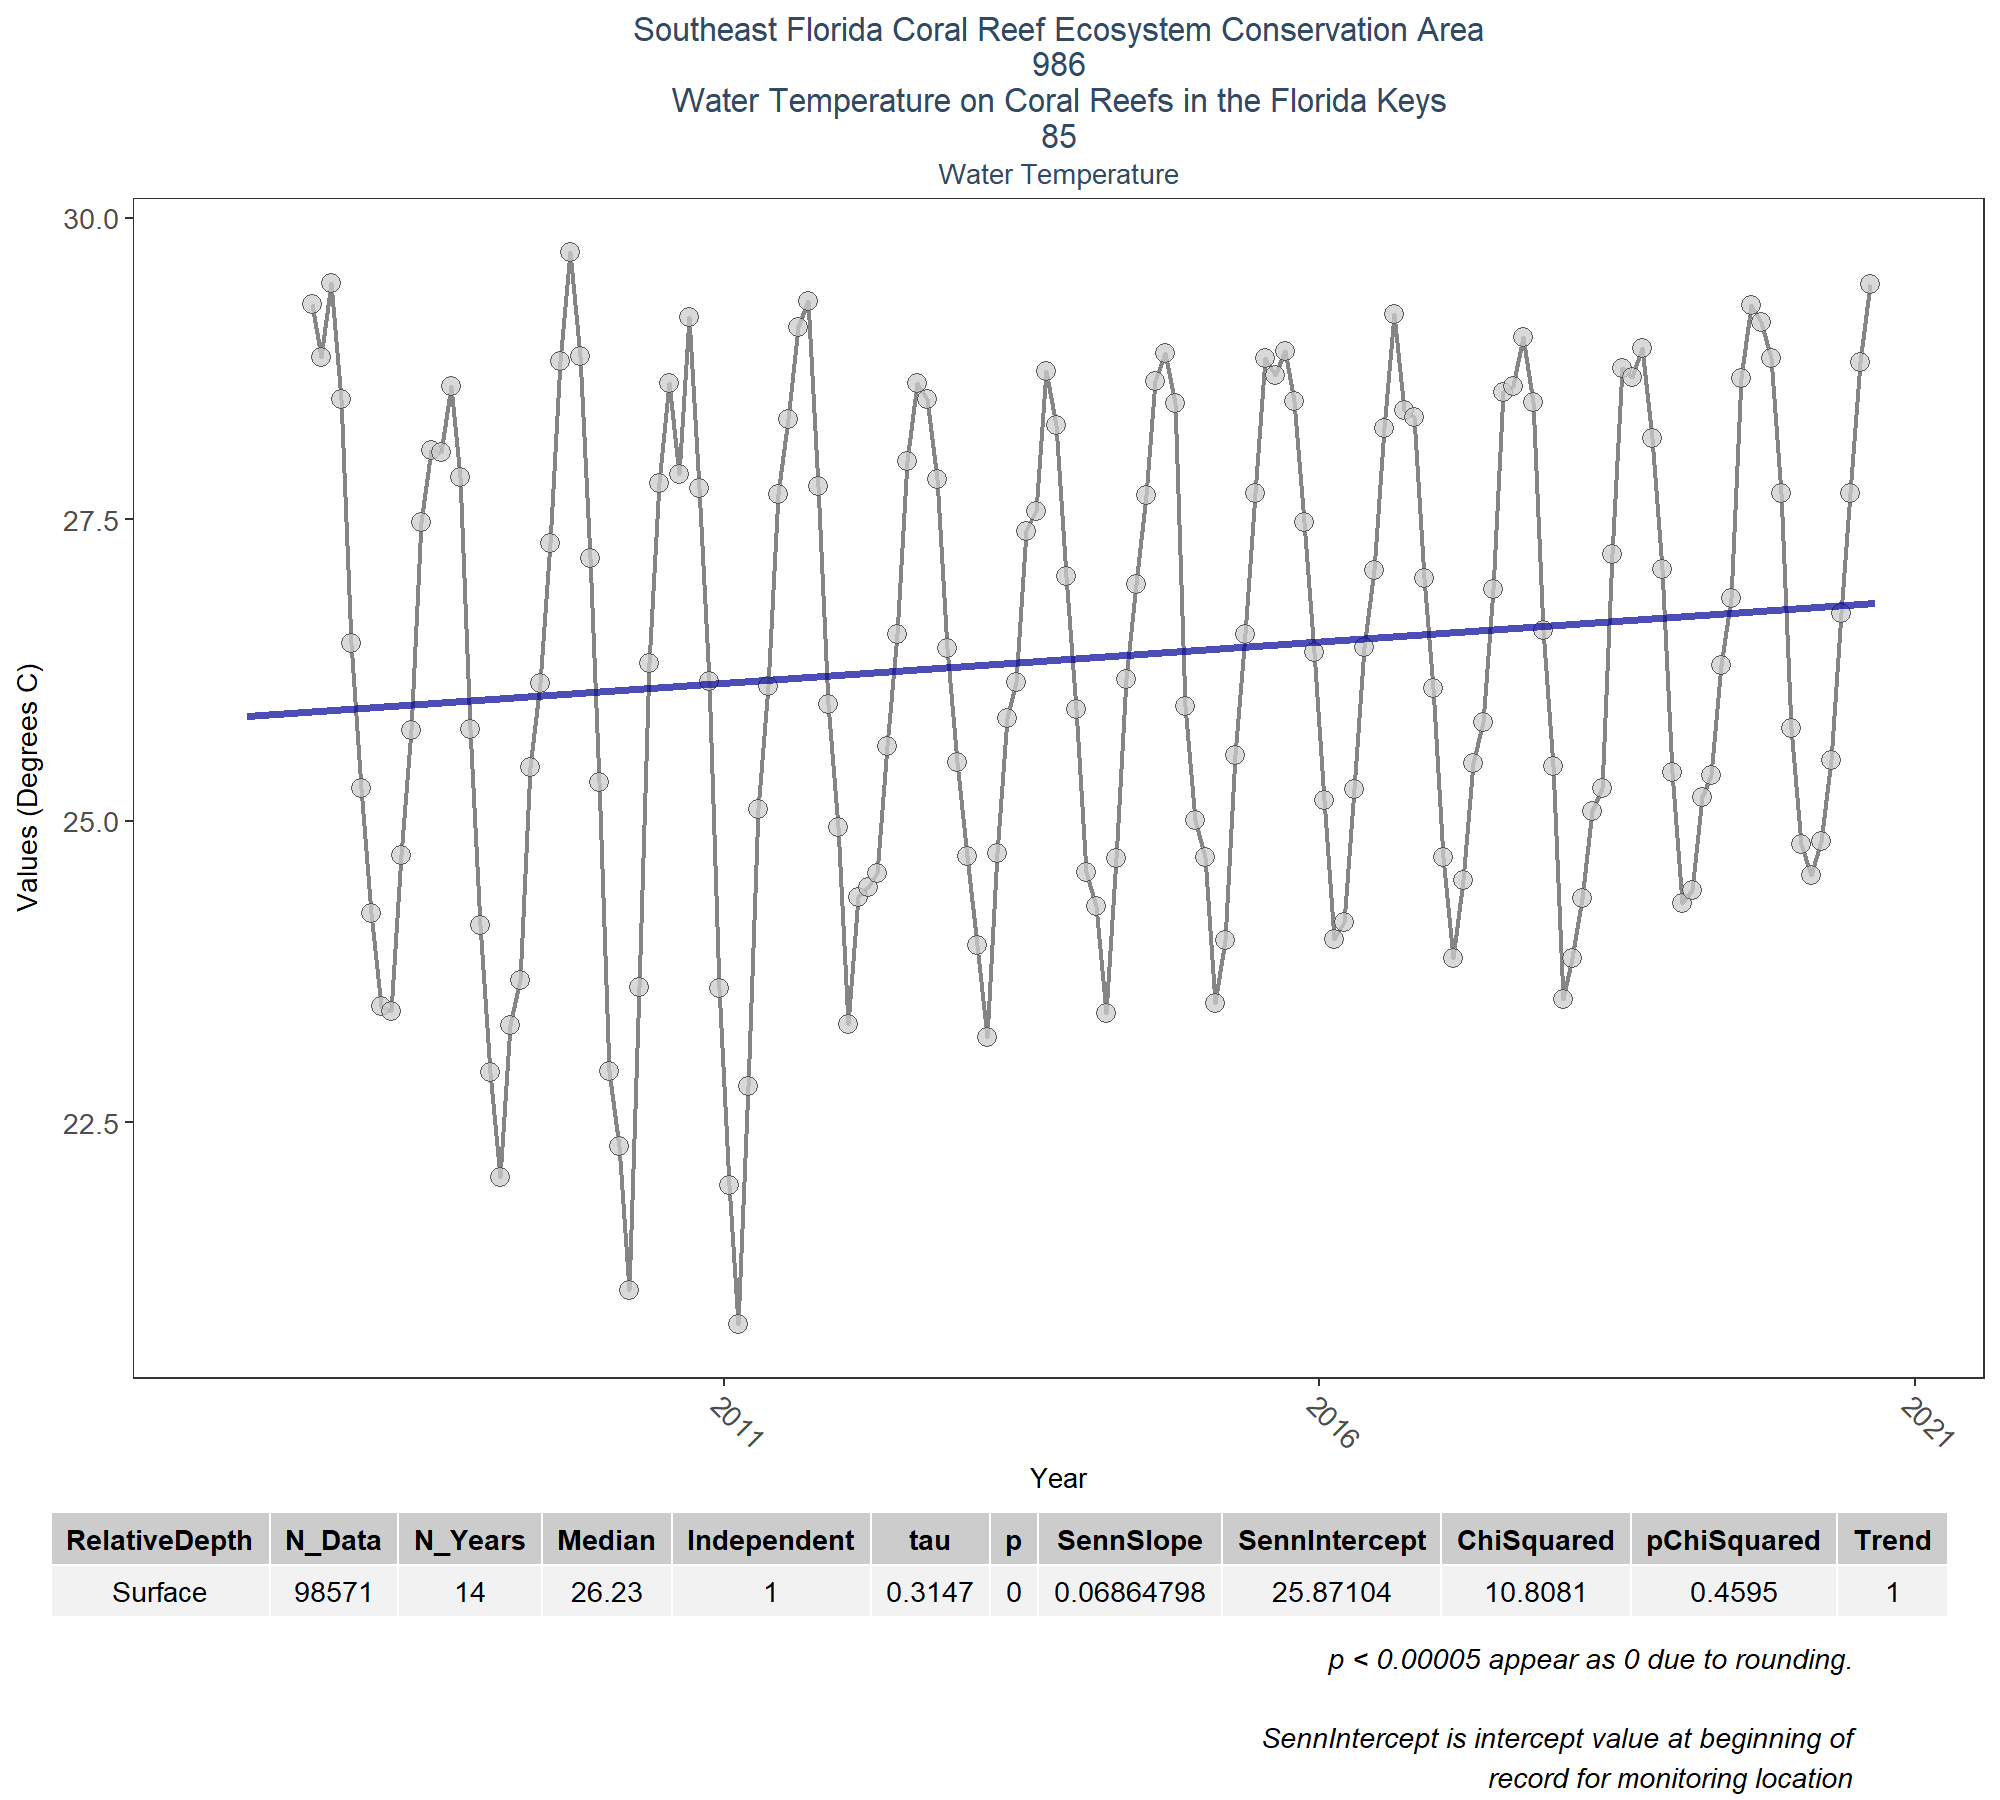 Southeast Florida Coral Reef Ecosystem Conservation Area
986
Water Temperature on Coral Reefs in the Florida Keys
85
Water Temperature
30.0
27.5
25.0
22.5
Values (Degrees C)
2011
2016
2021
Year
RelativeDepth N_Data N_Years Median Independent tau p SennSlope SennIntercept ChiSquared pChiSquared Trend
Surface 98571 14 26.23 1 0.3147 0 0.06864798 25.87104 10.8081 0.4595 1
p < 0.00005 appear as 0 due to rounding.
SennIntercept is intercept value at beginning of
record for monitoring location